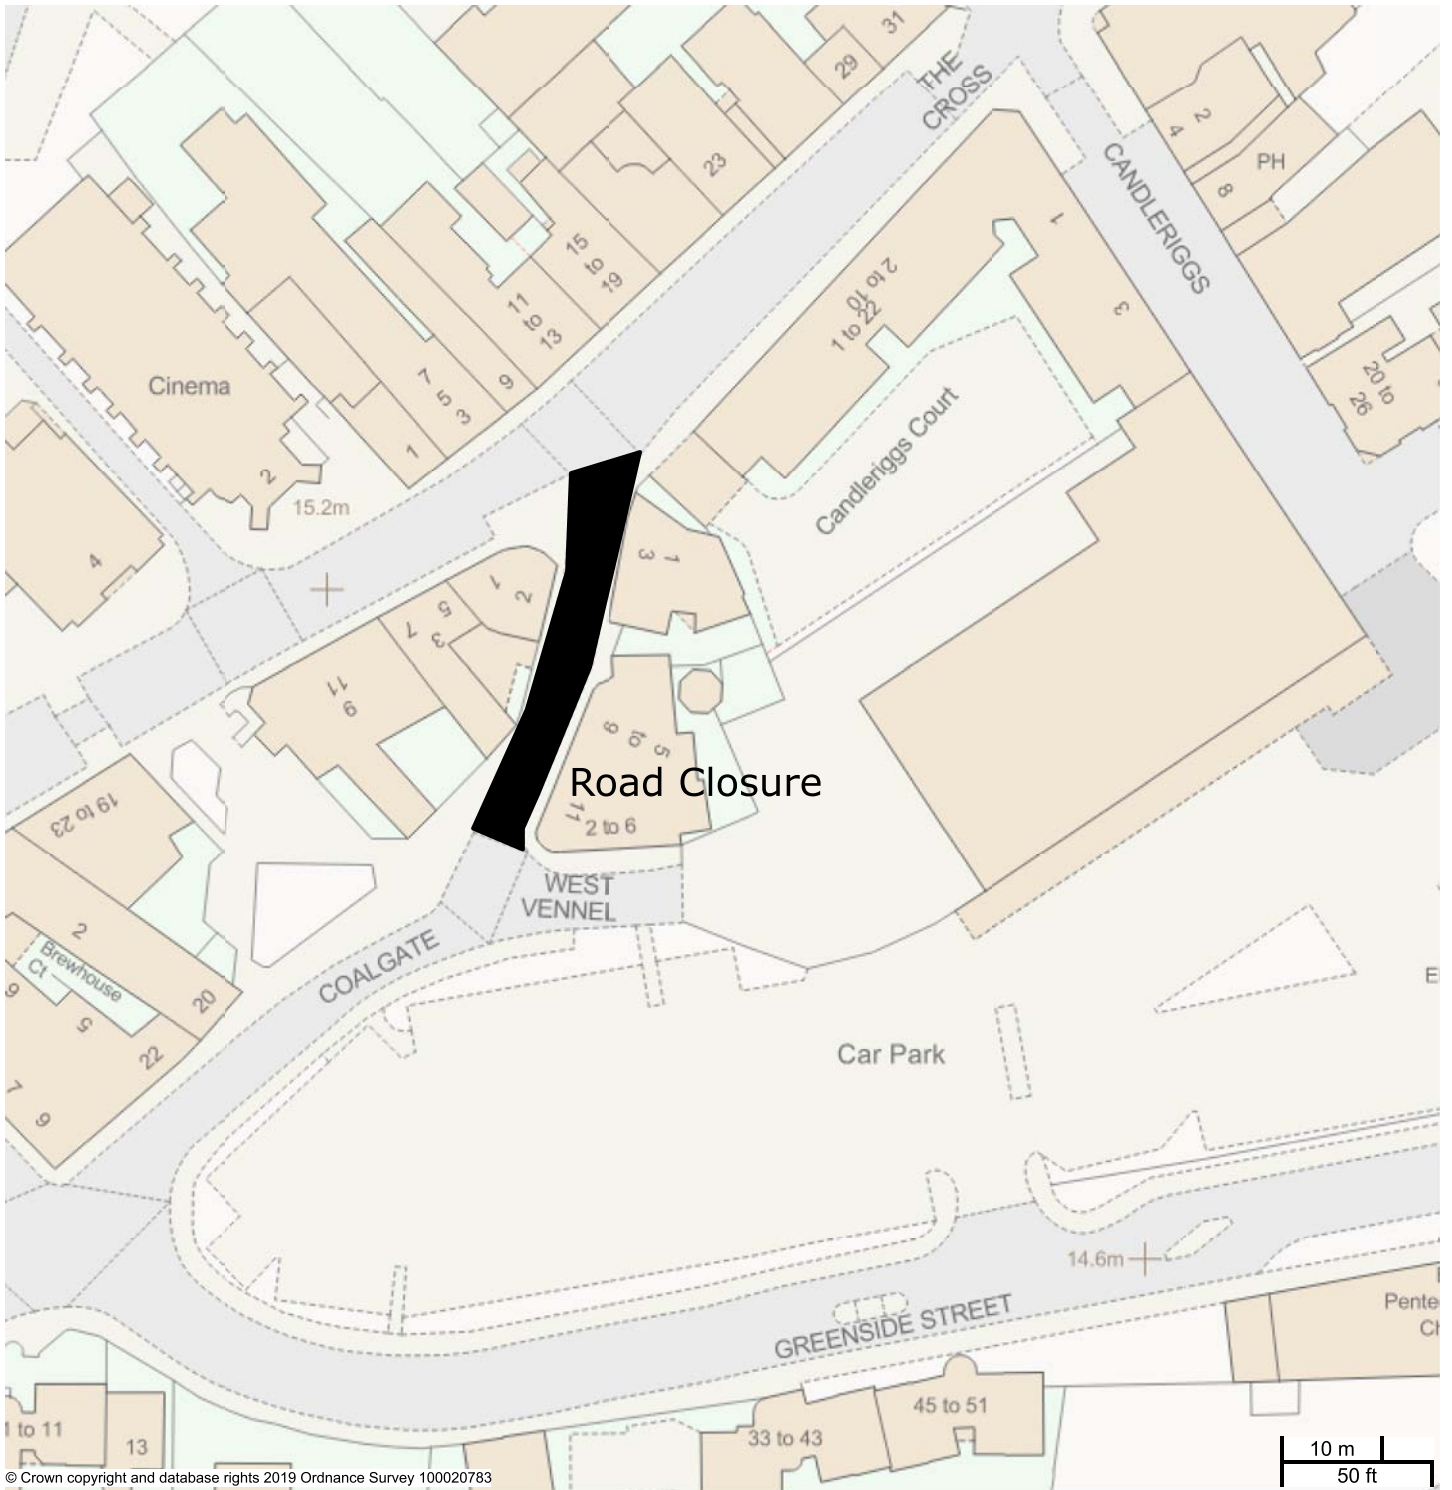 31
29
THE
CROSS
2
4
PH
8
CANDLERIGGS
23
15
to
19
11
to
13
9
7
5
3
1
2 to 10
1 to 22
1
3
20 to
26
Candleriggs Court
Cinema
2
15.2m
4
1
3
1
2
5
3
7
11
9
5
to
9
11
2 to 6
Road Closure
19 to 23
WEST
VENNEL
COALGATE
2
Brewhouse
Ct
20
5
22
7
Car Park
14.6m
GREENSIDE STREET
45 to 51
33 to 43
13
Pente
10 m
50 ft
© Crown copyright and database rights 2019 Ordnance Survey 100020783